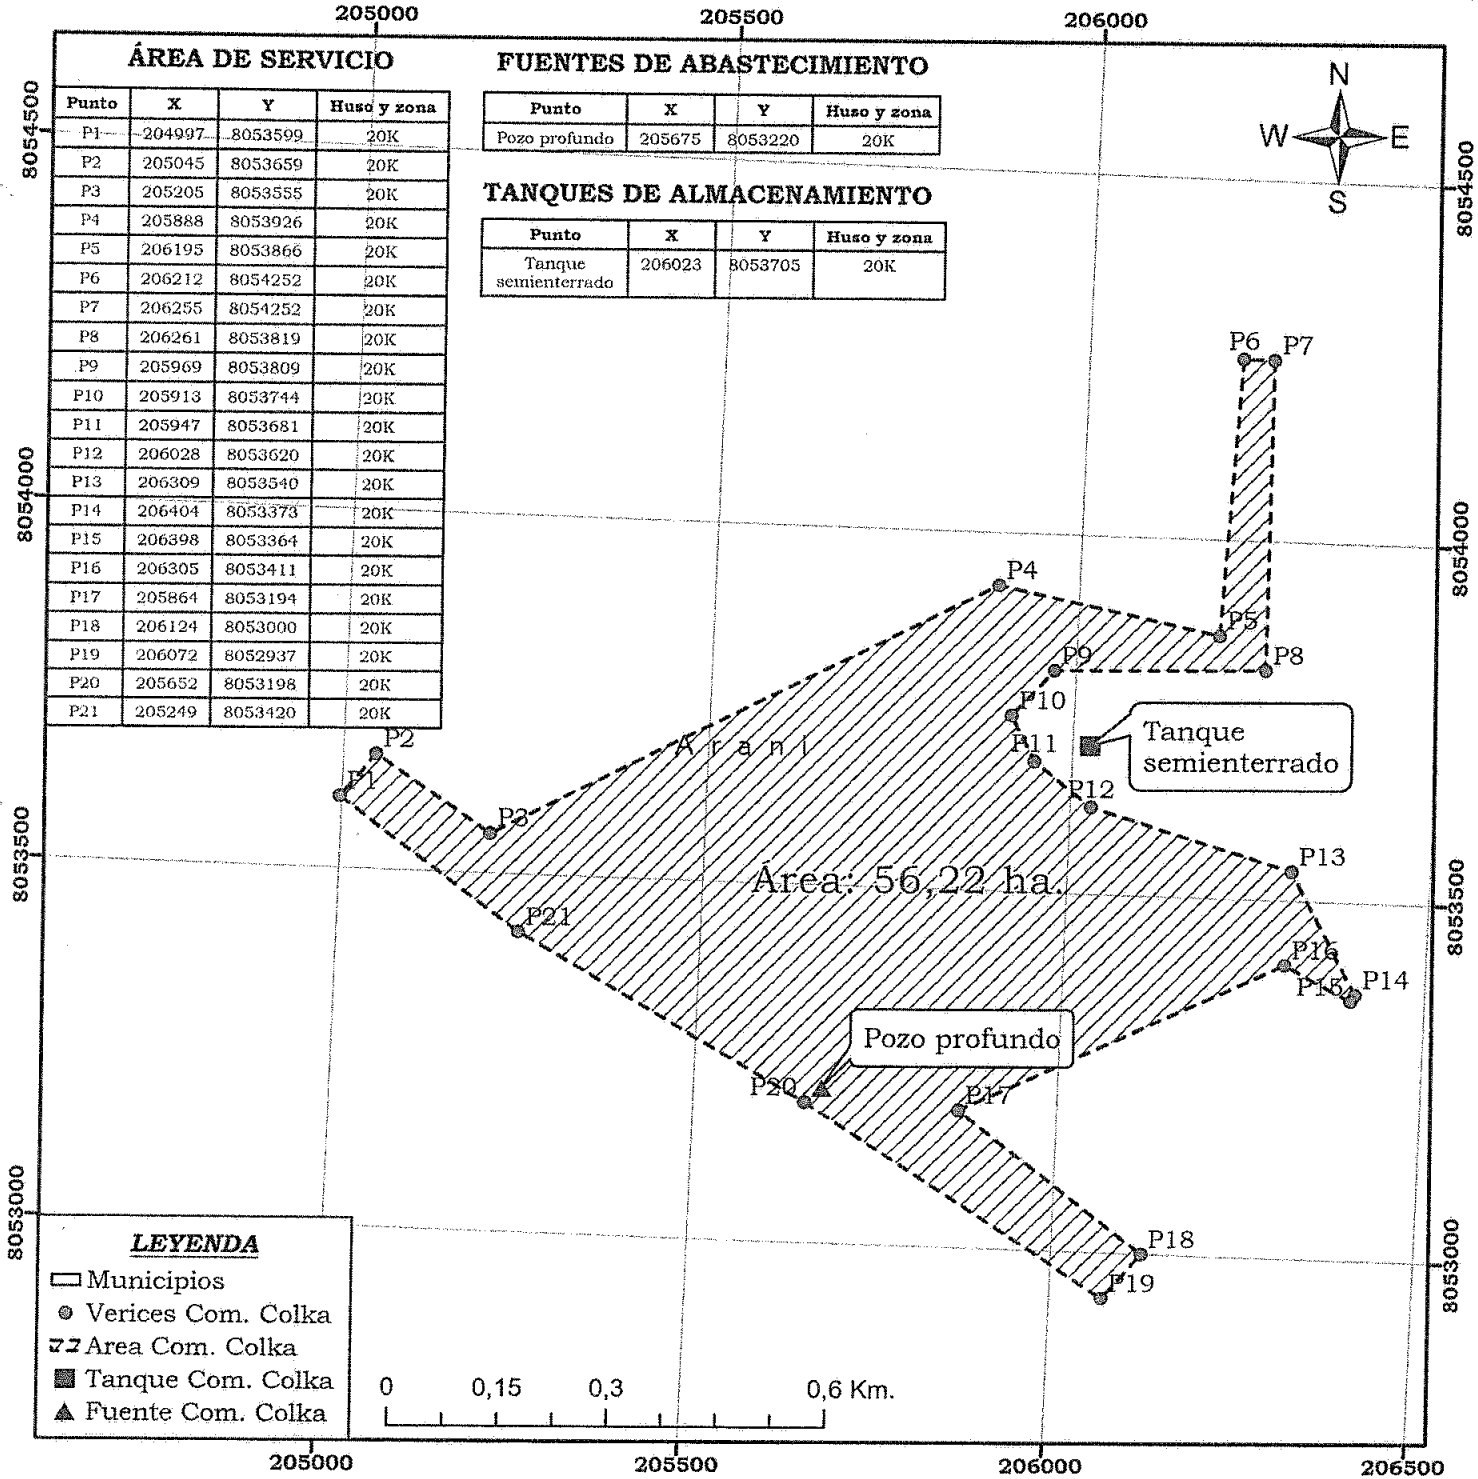 205000 205500 206000
ÁREA DE SERVICIO
Punto X Y Huso y zona
P1 204997 8053599 20K
P2 205045 8053659 20K
P3 205205 8053555 20K
P4 205888 8053926 20K
P5 206195 8053866 20K
P6 206212 8054252 20K
P7 206255 8054252 20K
P8 206261 8053819 20K
P9 205969 8053809 20K
P10 205913 8053744 20K
P11 205947 8053681 20K
P12 206028 8053620 20K
P13 206309 8053540 20K
P14 206404 8053373 20K
P15 206398 8053364 20K
P16 206305 8053411 20K
P17 205864 8053194 20K
P18 206124 8053000 20K
P19 206072 8052937 20K
P20 205652 8053198 20K
P21 205249 8053420 20K
FUENTES DE ABASTECIMIENTO
Punto X Y Huso y zona
Pozo profundo 205675 8053220 20K
TANQUES DE ALMACENAMIENTO
Punto X Y Huso y zona
Tanque 206023 8053705 20K
semienterrado
N
W E
S
8054500
8054500
8054000
8054000
8053500
8053500
8053000
8053000
P6 P7
P4
P5
P9 P8
P10
P2
Arani
P11
Tanque
semienterrado
P1
P12
P3
P13
Área: 56,22 ha.
P21
P16
P14
P15
Pozo profundo
P20
P17
P18
P19
LEYENDA
Municipios
Verices Com. Colka
Area Com. Colka
Tanque Com. Colka
Fuente Com. Colka
0 0,15 0,3 0,6 Km.
205000 205500 206000 206500